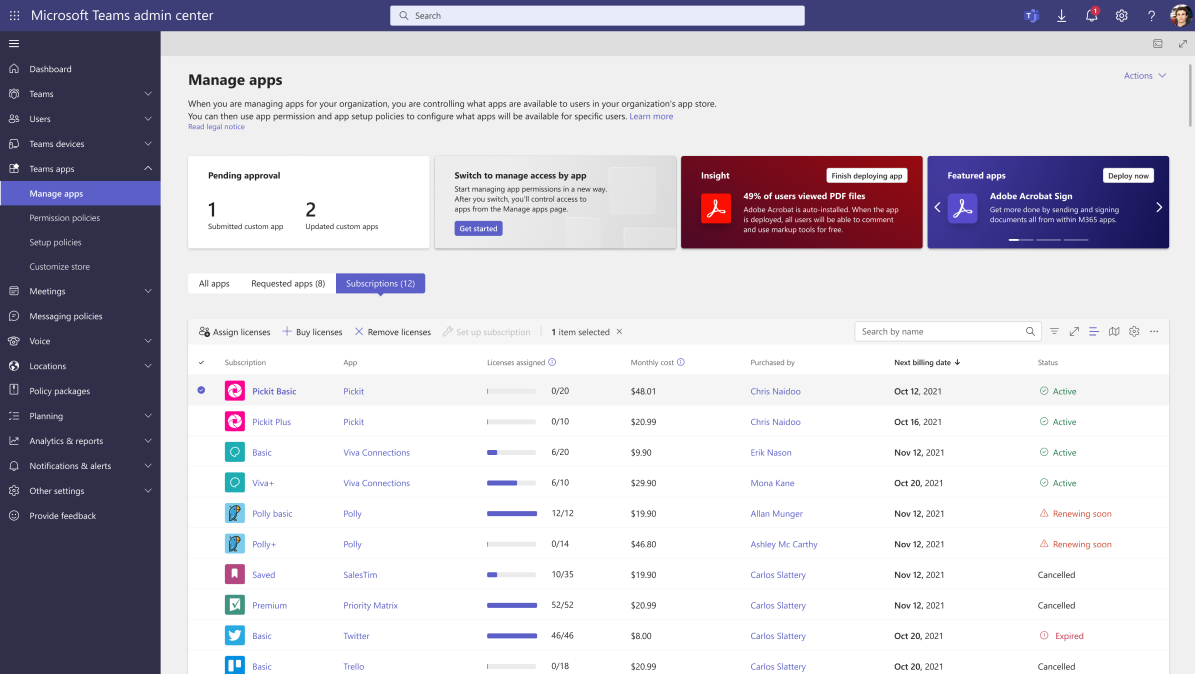 Microsoft Teams admin center
Search
1
Dashboard
Teams
Users
Teams devices
Teams apps
Manage apps
Permission policies
Setup policies
Customize store
Meetings
Messaging policies
Voice
Locations
Policy packages
Planning
Analytics & reports
Notifications & alerts
Other settings
Provide feedback
Manage apps
Actions
When you are managing apps for your organization, you are controlling what apps are available to users in your organization's app store.
You can then use app permission and app setup policies to configure what apps will be available for specific users. Learn more
Read legal notice
Pending approval
1
Submitted custom app
2
Updated custom apps
Switch to manage access by app
Start managing app permissions in a new way.
After you switch, you'll control access to
apps from the Manage apps page.
Get started
Insight
Finish deploying app
49% of users viewed PDF files
Adobe Acrobat is auto-installed. When the app
is deployed, all users will be able to comment
and use markup tools for free.
Featured apps
Deploy now
Adobe Acrobat Sign
Get more done by sending and signing
documents all from within M365 apps.
All apps
Requested apps (8)
Subscriptions (12)
Assign licenses
Buy licenses
Remove licenses
Set up subscription
1 item selected
Search by name
Subscription App Licenses assigned Monthly cost Purchased by Next billing date Status
Pickit Basic Pickit 0/20 $48.01 Chris Naidoo Oct 12, 2021 Active
Pickit Plus Pickit 0/10 $20.99 Chris Naidoo Oct 16, 2021 Active
Basic Viva Connections 6/20 $9.90 Erik Nason Nov 12, 2021 Active
Viva+ Viva Connections 6/10 $29.90 Mona Kane Oct 20, 2021 Active
Polly basic Polly 12/12 $19.90 Allan Munger Nov 12, 2021 Renewing soon
Polly+ Polly 0/14 $46.80 Ashley Mc Carthy Nov 12, 2021 Renewing soon
Saved SalesTim 10/35 $19.90 Carlos Slattery Nov 12, 2021 Cancelled
Premium Priority Matrix 52/52 $20.99 Carlos Slattery Nov 12, 2021 Cancelled
Basic Twitter 46/46 $8.00 Carlos Slattery Oct 20, 2021 Expired
Basic Trello 0/18 $20.99 Carlos Slattery Oct 20, 2021 Cancelled